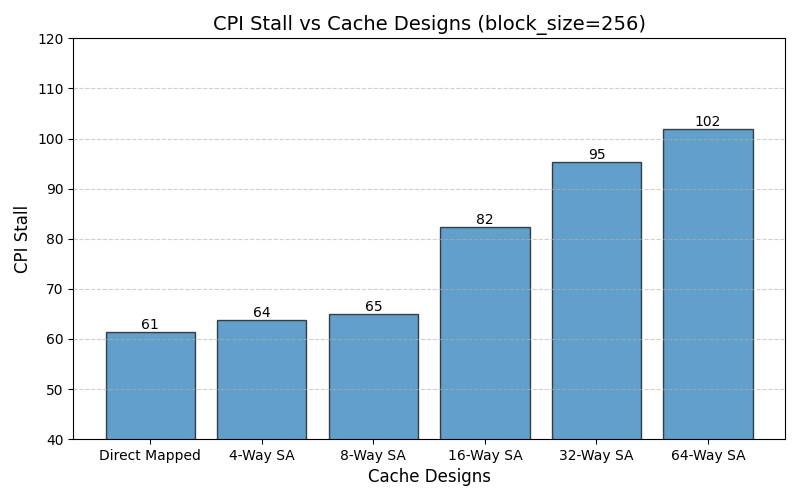 CPI Stall vs Cache Designs (block_size=256)
120
110
100
90
80
70
60
50
40
CPI Stall
61
64
65
82
95
102
Direct Mapped
4-Way SA
8-Way SA
16-Way SA
32-Way SA
64-Way SA
Cache Designs